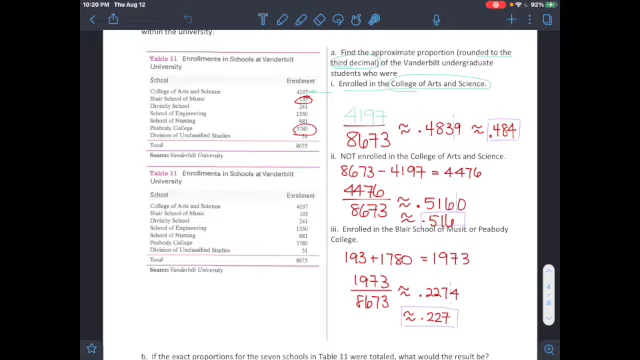 10:20 PM Thu Aug 12
92%
within the university.
Table 11 Enrollments in Schools at Vanderbilt
University
School Enrollment
College of Arts and Science 4197
Blair School of Music 193
Divinity School 241
School of Engineering 1350
School of Nursing 881
Peabody College 1780
Division of Unclassified Studies 31
Total 8673
Source: Vanderbilt University
Table 11 Enrollments in Schools at Vanderbilt
University
School Enrollment
College of Arts and Science 4197
Blair School of Music 193
Divinity School 241
School of Engineering 1350
School of Nursing 881
Peabody College 1780
Division of Unclassified Studies 31
Total 8673
Source: Vanderbilt University
a. Find the approximate proportion (rounded to the
third decimal) of the Vanderbilt undergraduate
students who were
i. Enrolled in the College of Arts and Science.
4197
8673 ≈ .4839 ≈ .484
ii. NOT enrolled in the College of Arts and Science.
8673 - 4197 = 4476
4476
8673 ≈ .5160
≈ .516
iii. Enrolled in the Blair School of Music or Peabody
College.
193 + 1780 = 1973
1973
8673 ≈ .2274
≈ .227
b. If the exact proportions for the seven schools in Table 11 were totaled, what would the result be?